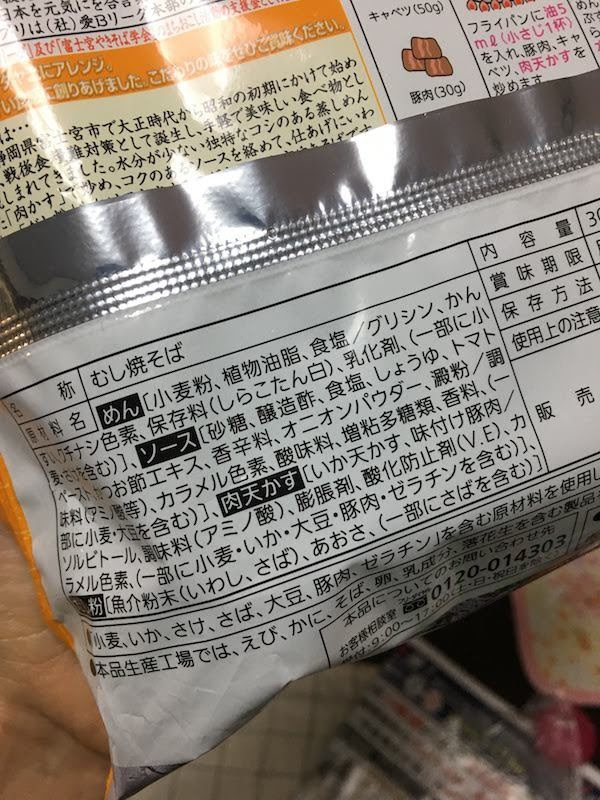 日本を元気にを合言
プリは(社)愛Bリーグ本部の
及び「富士宮やきそば学会」の
にアレンジ。
創りあげました。こだわりの味をぜひご賞味ください。
は…
静岡県富士宮市で大正時代から昭和の初期にかけて始め
戦後食糧難対策として誕生し、手軽で美味しい食べ物とし
しまれてきました。水分が少ない独特なコシのある蒸しめん
「肉かす」で炒め、コクのあるソースを絡めて、仕あげにいわ
キャベツ(50g)
豚肉(30g)
フライパンに油5
mℓ(小さじ1杯)
を入れ、豚肉、キャ
ベツ、肉天かすを
炒めます。
名 称 むし焼そば
原材料名 めん[小麦粉、植物油脂、食塩/グリシン、かん
すい、クチナシ色素、保存料(しらこたん白)、乳化剤、(一部に小
麦・さけを含む)]、ソース[砂糖、醸造酢、食塩、しょうゆ、トマト
ペースト、かつお節エキス、香辛料、オニオンパウダー、澱粉/調
味料(アミノ酸等)、カラメル色素、酸味料、増粘多糖類、香料、(一
部に小麦・大豆を含む)]、肉天かす[いか天かす、味付け豚肉/
ソルビトール、調味料(アミノ酸)、膨脹剤、酸化防止剤(V.E)、カ
ラメル色素、(一部に小麦・いか・大豆・豚肉・ゼラチンを含む)]、
粉[魚介粉末(いわし、さば)、あおさ、(一部にさばを含む)]
内容量 30
賞味期限
保存方法
使用上の注意
販売
小麦、いか、さけ、さば、大豆、豚肉、ゼラチン]を含む原材料を使用し
●本品生産工場では、えび、かに、そば、卵、乳成分、落花生を含む製品
本品についてのお問い合わせ先
お客様相談室 0120-014303
受付:9:00〜17:00(土・日・祝日を除く)